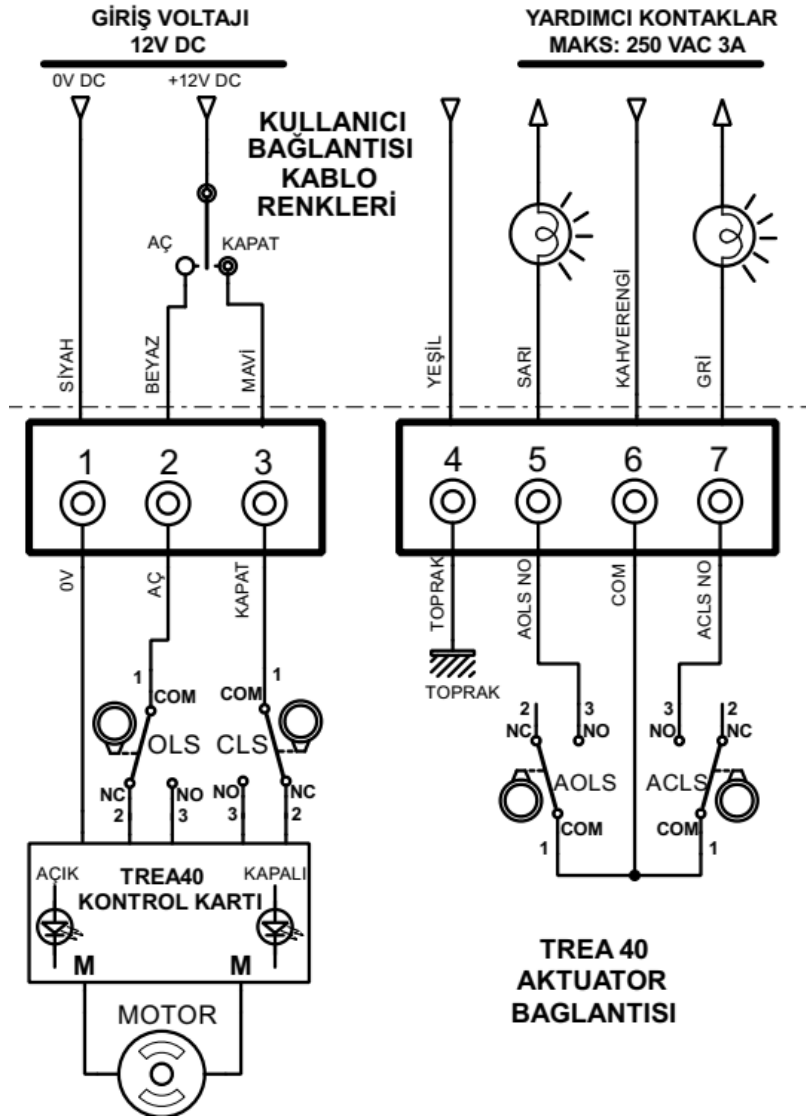 GİRİŞ VOLTAJI
12V DC
0V DC
+12V DC
YARDIMCI KONTAKLAR
MAKS: 250 VAC 3A
KULLANICI
BAĞLANTISI
KABLO
RENKLERİ
AÇ
KAPAT
SİYAH
BEYAZ
MAVİ
YEŞİL
SARI
KAHVERENGİ
GRİ
1
2
3
4
5
6
7
0V
AÇ
KAPAT
TOPRAK
AOLS NO
COM
ACLS NO
TOPRAK
1
COM
COM
1
OLS
CLS
NC
2
NO
3
NO
3
NC
2
2
NC
3
NO
3
NO
2
NC
AOLS
ACLS
COM
1
COM
1
AÇIK
TREA40
KONTROL KARTI
KAPALI
M
M
MOTOR
TREA 40
AKTUATOR
BAGLANTISI